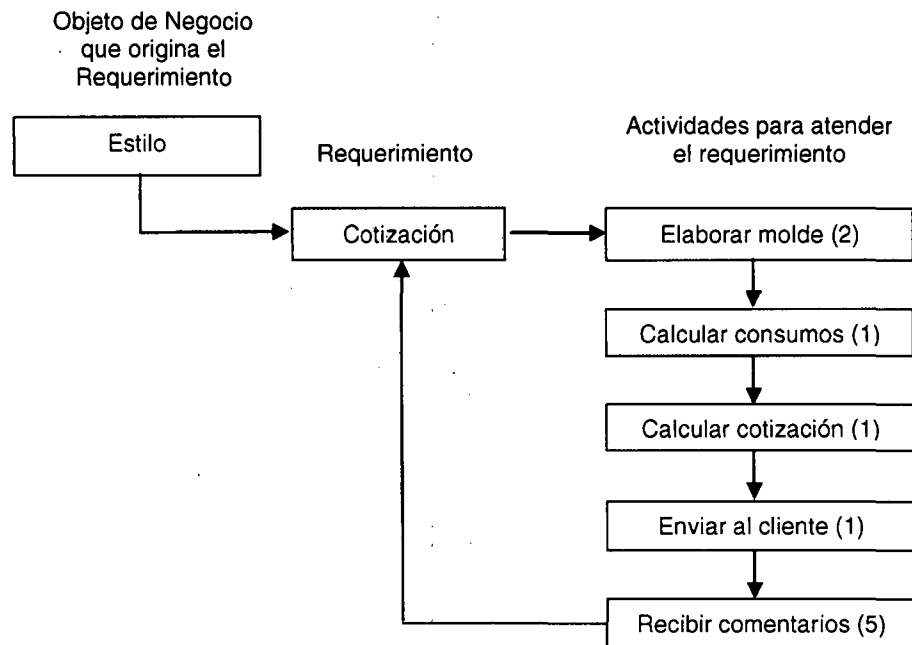 Objeto de Negocio
que origina el
Requerimiento
Estilo
Requerimiento
Cotización
Actividades para atender
el requerimiento
Elaborar molde (2)
Calcular consumos (1)
Calcular cotización (1)
Enviar al cliente (1)
Recibir comentarios (5)